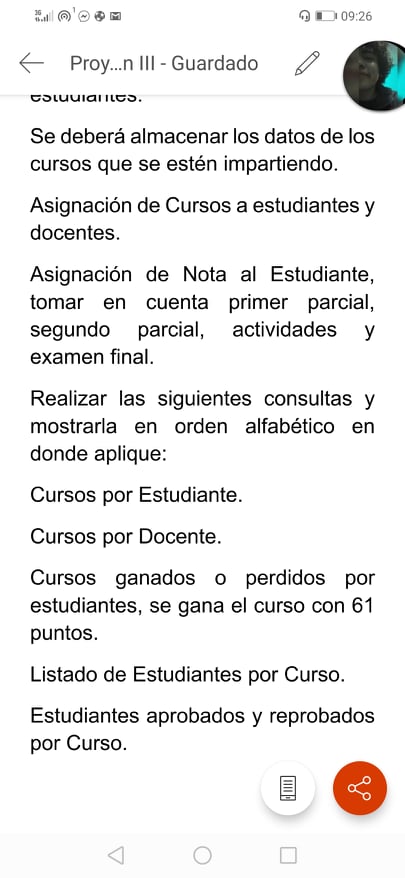 3G
1
09:26
Proy...n III - Guardado
estudiantes.
Se deberá almacenar los datos de los
cursos que se estén impartiendo.
Asignación de Cursos a estudiantes y
docentes.
Asignación de Nota al Estudiante,
tomar en cuenta primer parcial,
segundo parcial, actividades y
examen final.
Realizar las siguientes consultas y
mostrarla en orden alfabético en
donde aplique:
Cursos por Estudiante.
Cursos por Docente.
Cursos ganados o perdidos por
estudiantes, se gana el curso con 61
puntos.
Listado de Estudiantes por Curso.
Estudiantes aprobados y reprobados
por Curso.